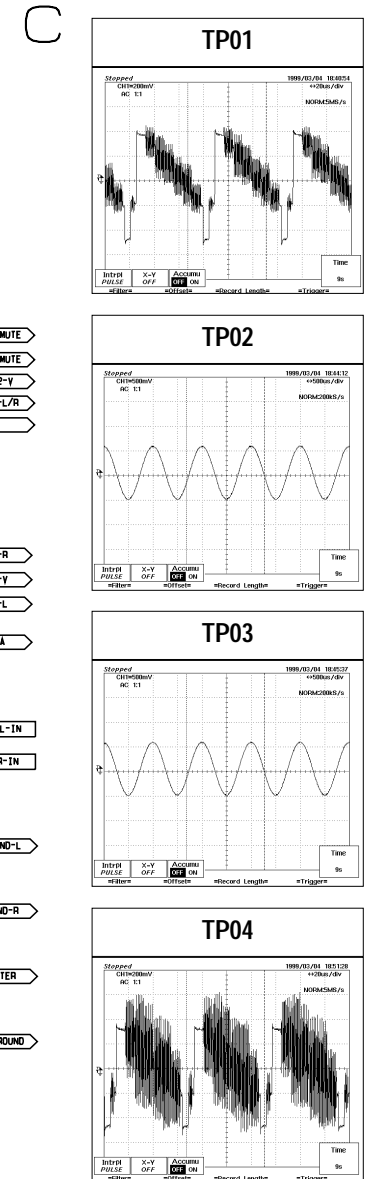 C
TP01
Stopped 1999/03/04 18:40:54
CH1=200mV ↔20us/div
AC 1:1
NORM:5MS/s
Time
9s
Intrpl X-Y Accumu
PULSE OFF OFF ON
=Filter= =Offset= =Record Length= =Trigger=
MUTE
MUTE
2-V
-L/R
TP02
Stopped 1999/03/04 18:44:12
CH1=500mV ↔500us/div
AC 1:1
NORM:200kS/s
Time
9s
Intrpl X-Y Accumu
PULSE OFF OFF ON
=Filter= =Offset= =Record Length= =Trigger=
-R
-V
-L
A
TP03
Stopped 1999/03/04 18:45:37
CH1=500mV ↔500us/div
AC 1:1
NORM:200kS/s
Time
9s
Intrpl X-Y Accumu
PULSE OFF OFF ON
=Filter= =Offset= =Record Length= =Trigger=
L-IN
R-IN
ND-L
ND-R
TER
ROUND
TP04
Stopped 1999/03/04 18:51:28
CH1=200mV ↔20us/div
AC 1:1
NORM:5MS/s
Time
9s
Intrpl X-Y Accumu
PULSE OFF OFF ON
=Filter= =Offset= =Record Length= =Trigger=